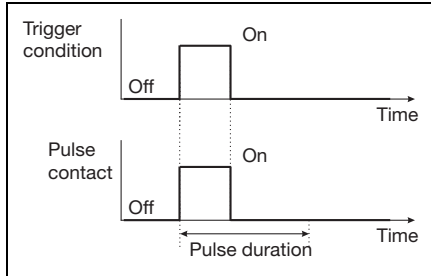 Trigger
condition
On
Off
Time
Pulse
contact
On
Off
Time
Pulse duration